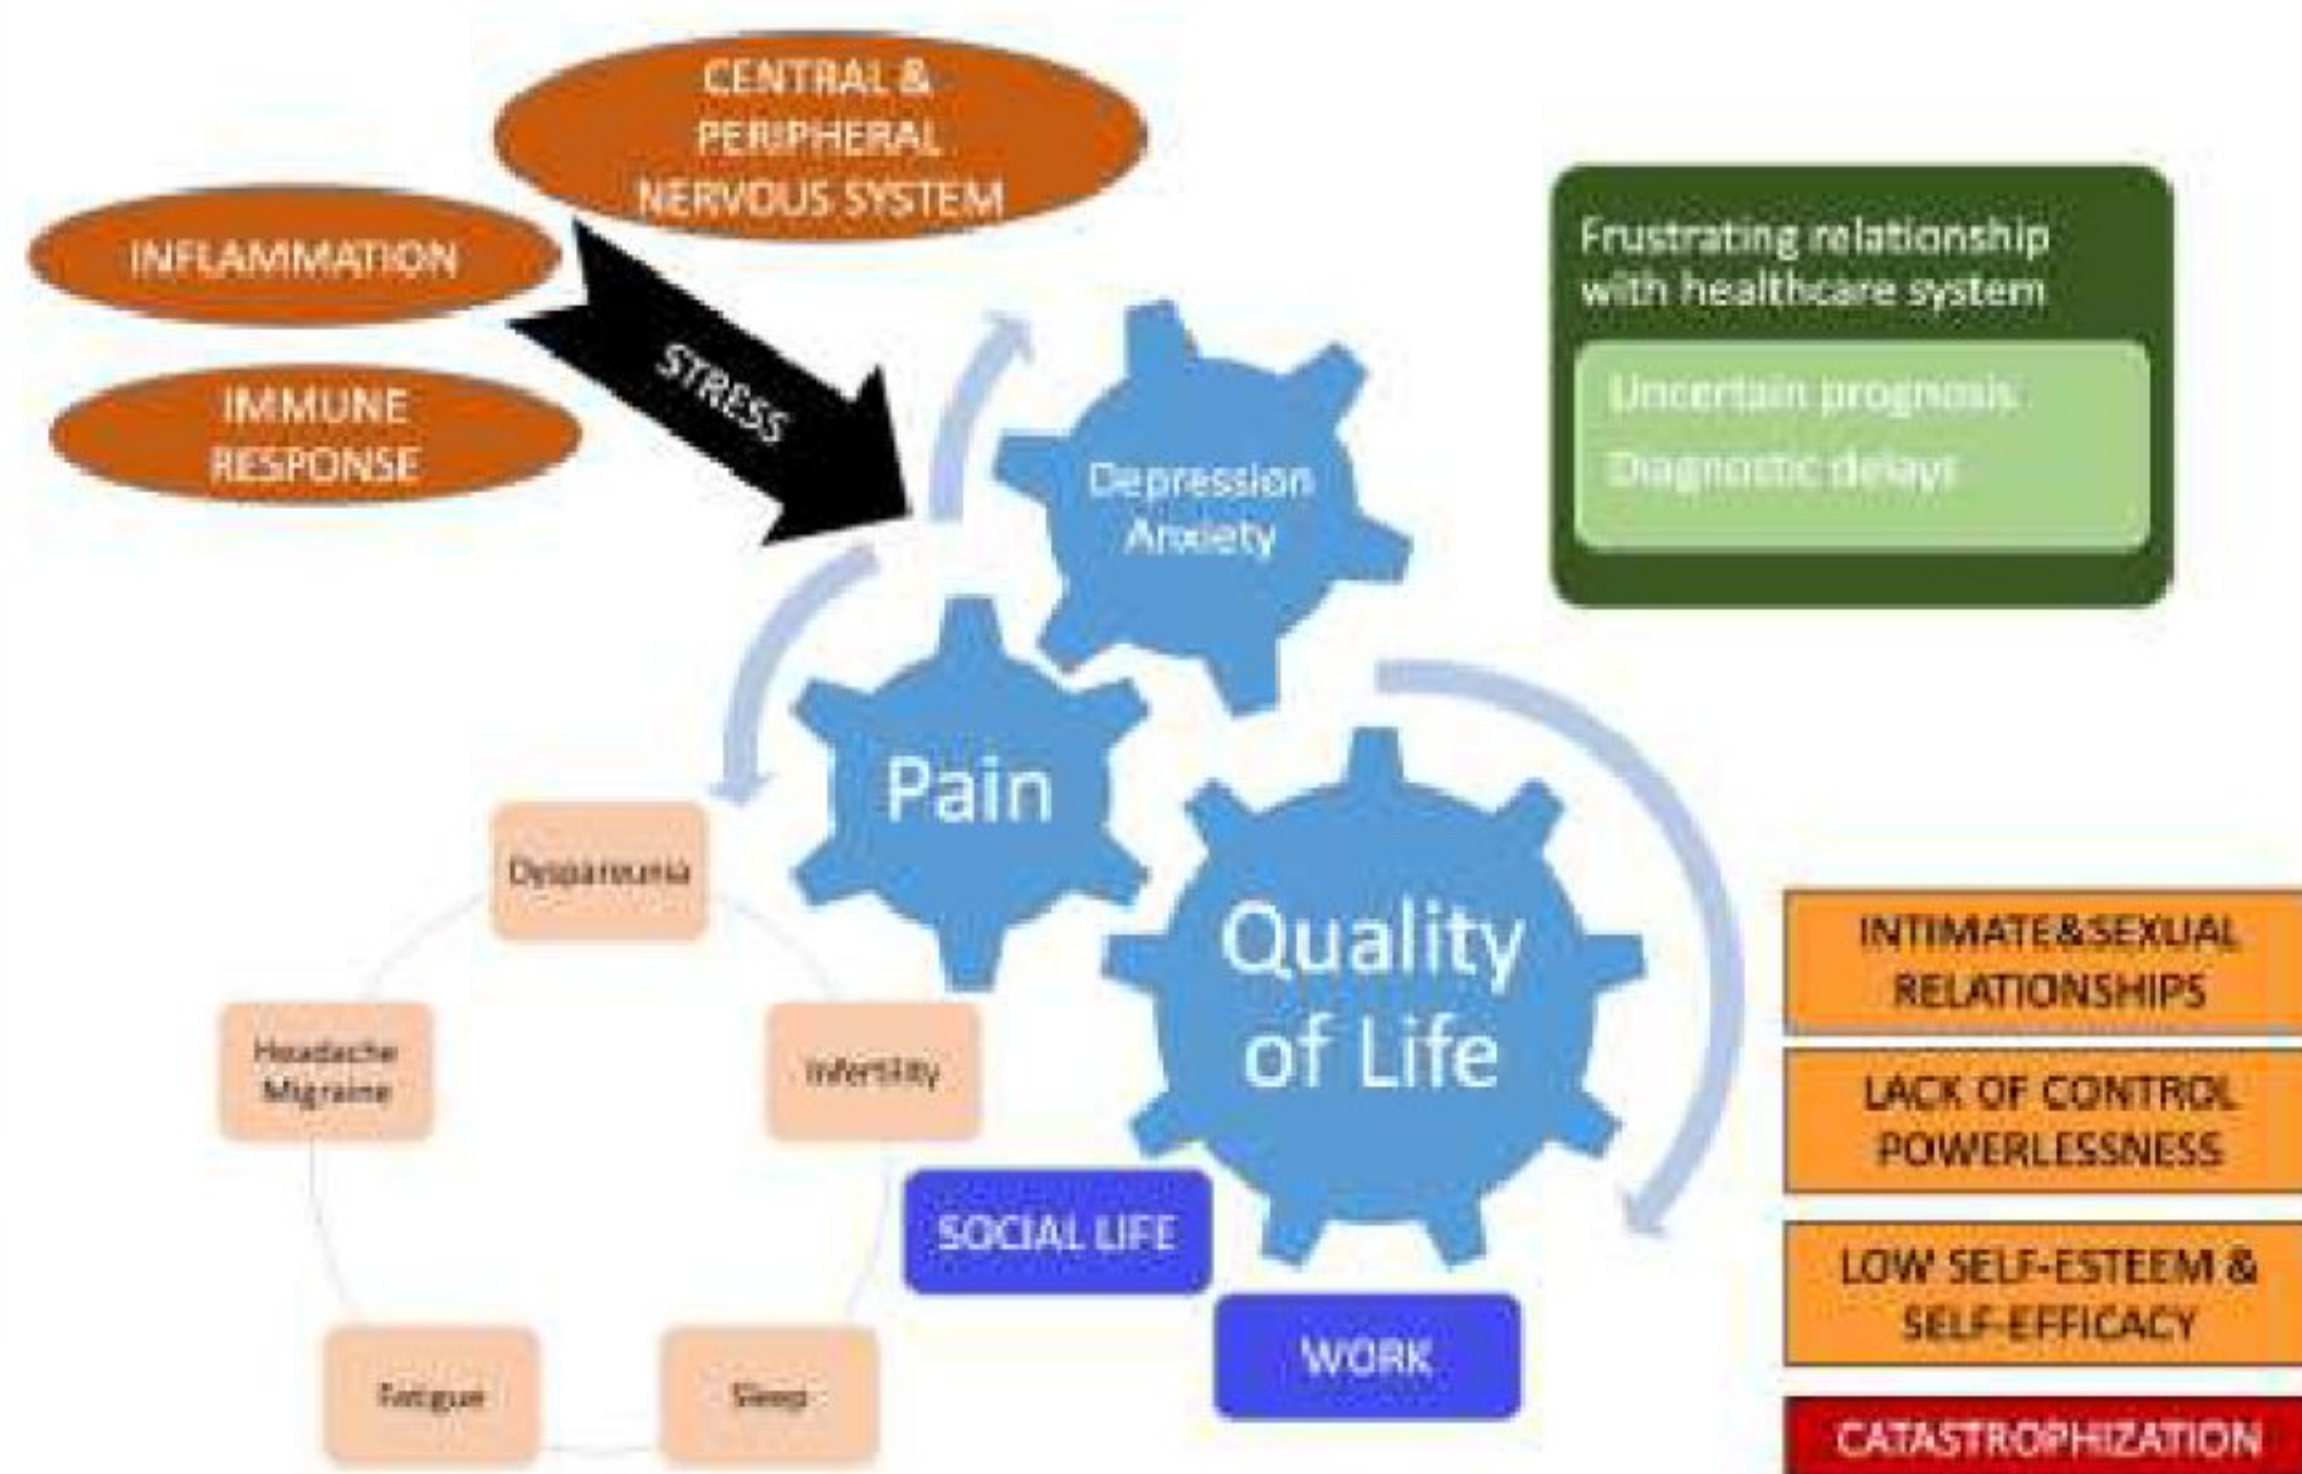 CENTRAL &
PERIPHERAL
NERVOUS SYSTEM
INFLAMMATION
IMMUNE
RESPONSE
STRESS
Frustrating relationship
with healthcare system
Uncertain prognosis
Diagnostic delays
Depression
Anxiety
Pain
Quality
of Life
Dyspareunia
Headache
Migraine
Infertility
Fatigue
Sleep
SOCIAL LIFE
WORK
INTIMATE&SEXUAL
RELATIONSHIPS
LACK OF CONTROL
POWERLESSNESS
LOW SELF-ESTEEM &
SELF-EFFICACY
CATASTROPHIZATION